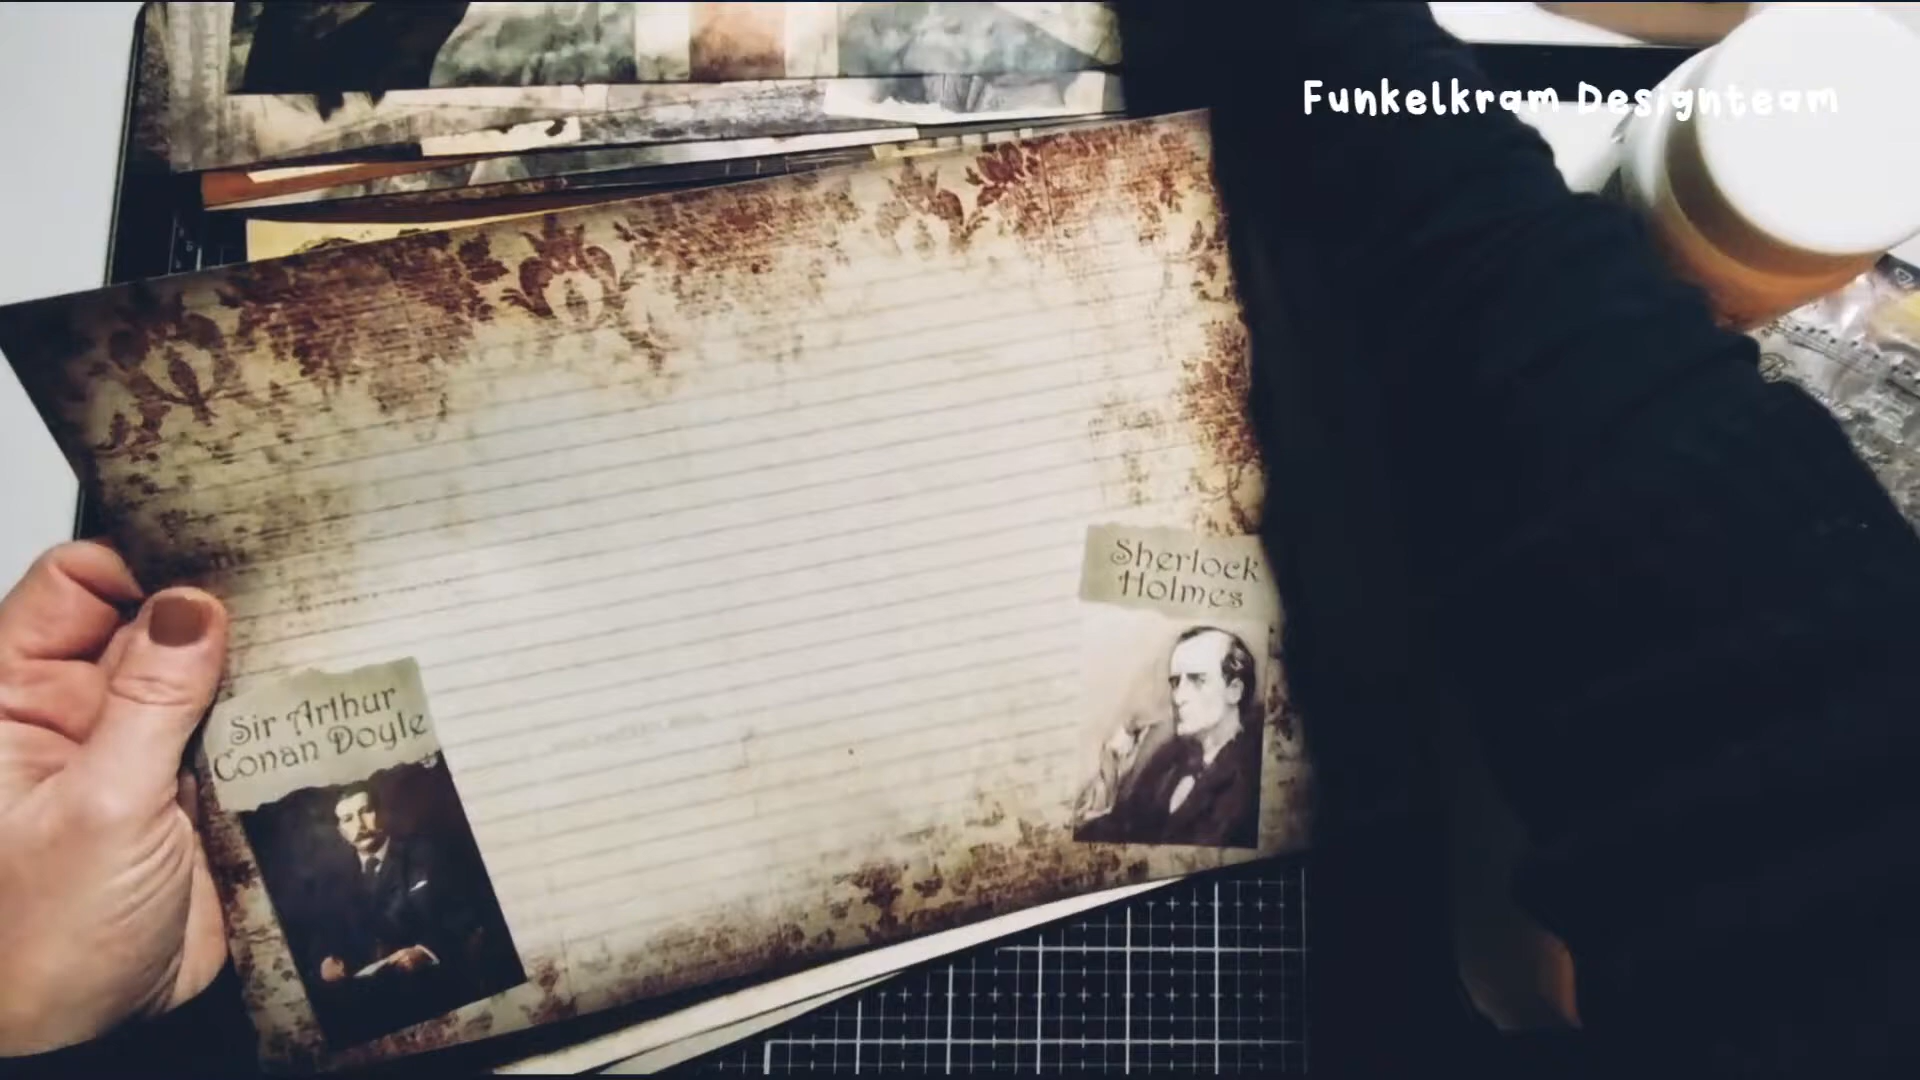 Funkelkram Designteam
Sherlock
Holmes
Sir Arthur
Conan Doyle